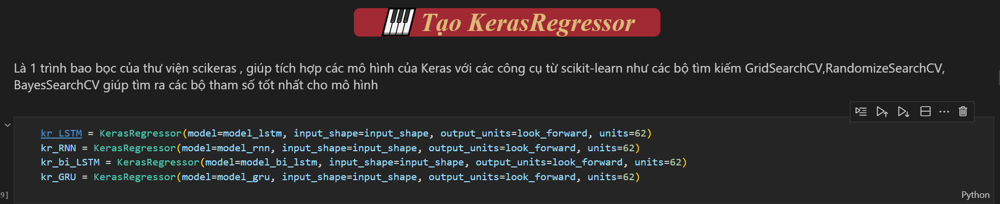 Tạo KerasRegressor
Là 1 trình bao bọc của thư viện scikeras , giúp tích hợp các mô hình của Keras với các công cụ từ scikit-learn như các bộ tìm kiếm GridSearchCV,RandomizeSearchCV,
BayesSearchCV giúp tìm ra các bộ tham số tốt nhất cho mô hình
kr_LSTM = KerasRegressor(model=model_lstm, input_shape=input_shape, output_units=look_forward, units=62)
kr_RNN = KerasRegressor(model=model_rnn, input_shape=input_shape, output_units=look_forward, units=62)
kr_bi_LSTM = KerasRegressor(model=model_bi_lstm, input_shape=input_shape, output_units=look_forward, units=62)
kr_GRU = KerasRegressor(model=model_gru, input_shape=input_shape, output_units=look_forward, units=62)
9]
Python